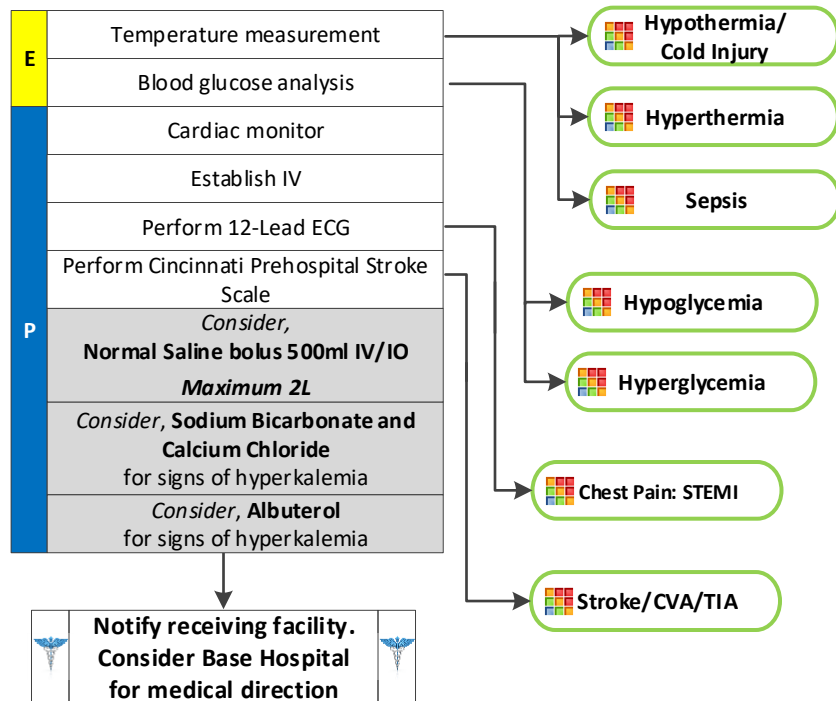 E
Temperature measurement
Blood glucose analysis
P
Cardiac monitor
Establish IV
Perform 12-Lead ECG
Perform Cincinnati Prehospital Stroke
Scale
Consider,
Normal Saline bolus 500ml IV/IO
Maximum 2L
Consider, Sodium Bicarbonate and
Calcium Chloride
for signs of hyperkalemia
Consider, Albuterol
for signs of hyperkalemia
Notify receiving facility.
Consider Base Hospital
for medical direction
Hypothermia/
Cold Injury
Hyperthermia
Sepsis
Hypoglycemia
Hyperglycemia
Chest Pain: STEMI
Stroke/CVA/TIA